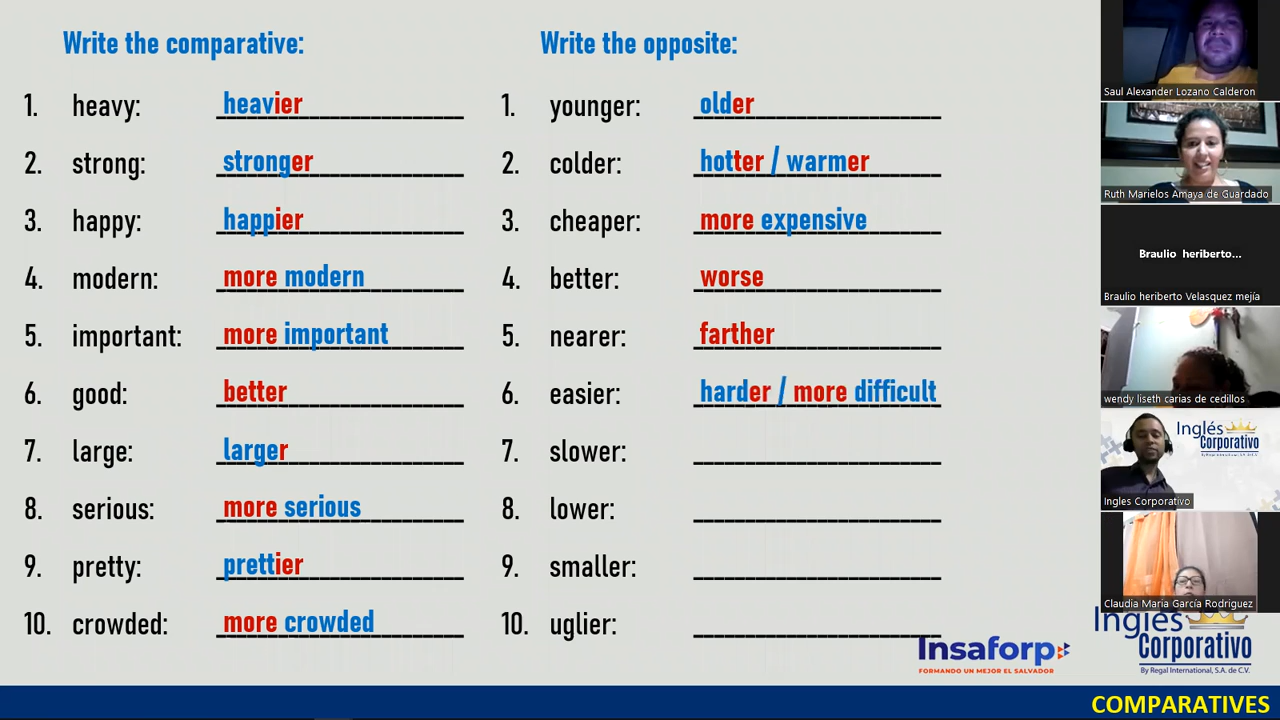 Write the comparative:
1. heavy: heavier
2. strong: stronger
3. happy: happier
4. modern: more modern
5. important: more important
6. good: better
7. large: larger
8. serious: more serious
9. pretty: prettier
10. crowded: more crowded
Write the opposite:
1. younger: older
2. colder: hotter / warmer
3. cheaper: more expensive
4. better: worse
5. nearer: farther
6. easier: harder / more difficult
7. slower:
8. lower:
9. smaller:
10. uglier:
Insaforp
FORMANDO UN MEJOR EL SALVADOR
Inglés
Corporativo
By Regal International, S.A. de C.V.
COMPARATIVES
Saul Alexander Lozano Calderon
Ruth Marielos Amaya de Guardado
Braulio heriberto...
Braulio heriberto Velasquez mejía
wendy liseth carias de cedillos
Inglés
Corporativo
By Regal International, S.A. de C.V.
Ingles Corporativo
Claudia Maria García Rodriguez